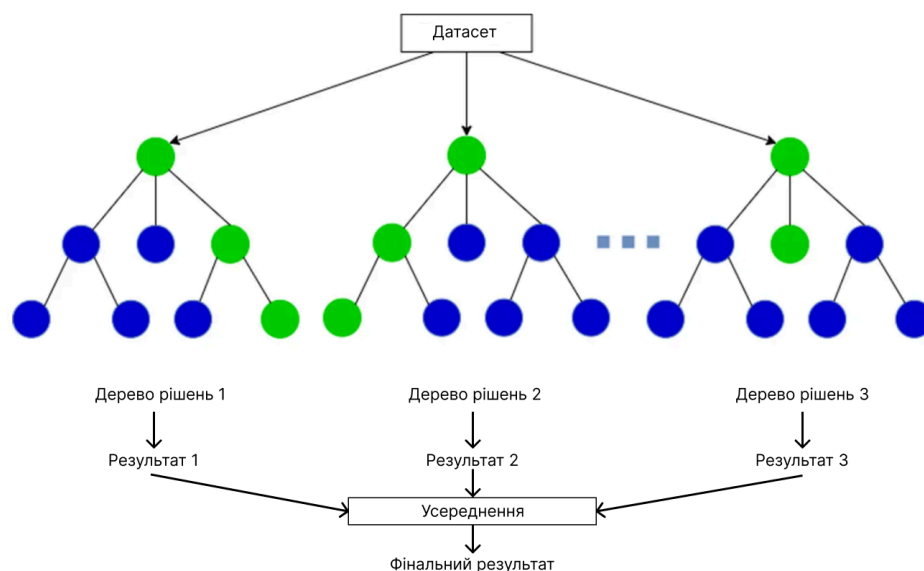 Датасет
Дерево рішень 1
Дерево рішень 2
Дерево рішень 3
Результат 1
Результат 2
Результат 3
Усереднення
Фінальний результат